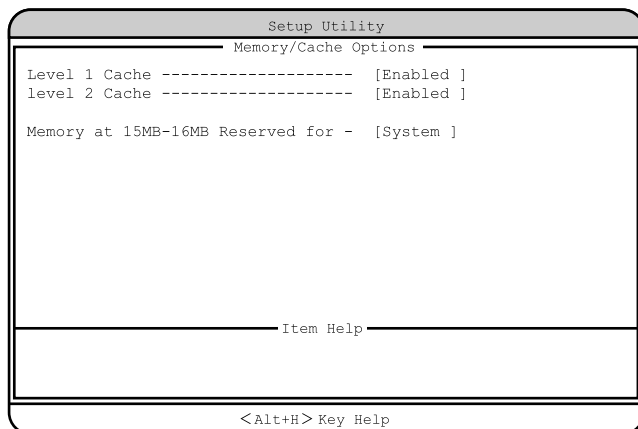 Setup Utility
Memory/Cache Options
Level 1 Cache -------------------- [Enabled ]
level 2 Cache -------------------- [Enabled ]
Memory at 15MB-16MB Reserved for - [System ]
Item Help
<Alt+H> Key Help